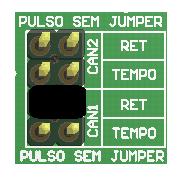 PULSO SEM JUMPER
CAN2
RET
TEMPO
CAN1
RET
TEMPO
PULSO SEM JUMPER